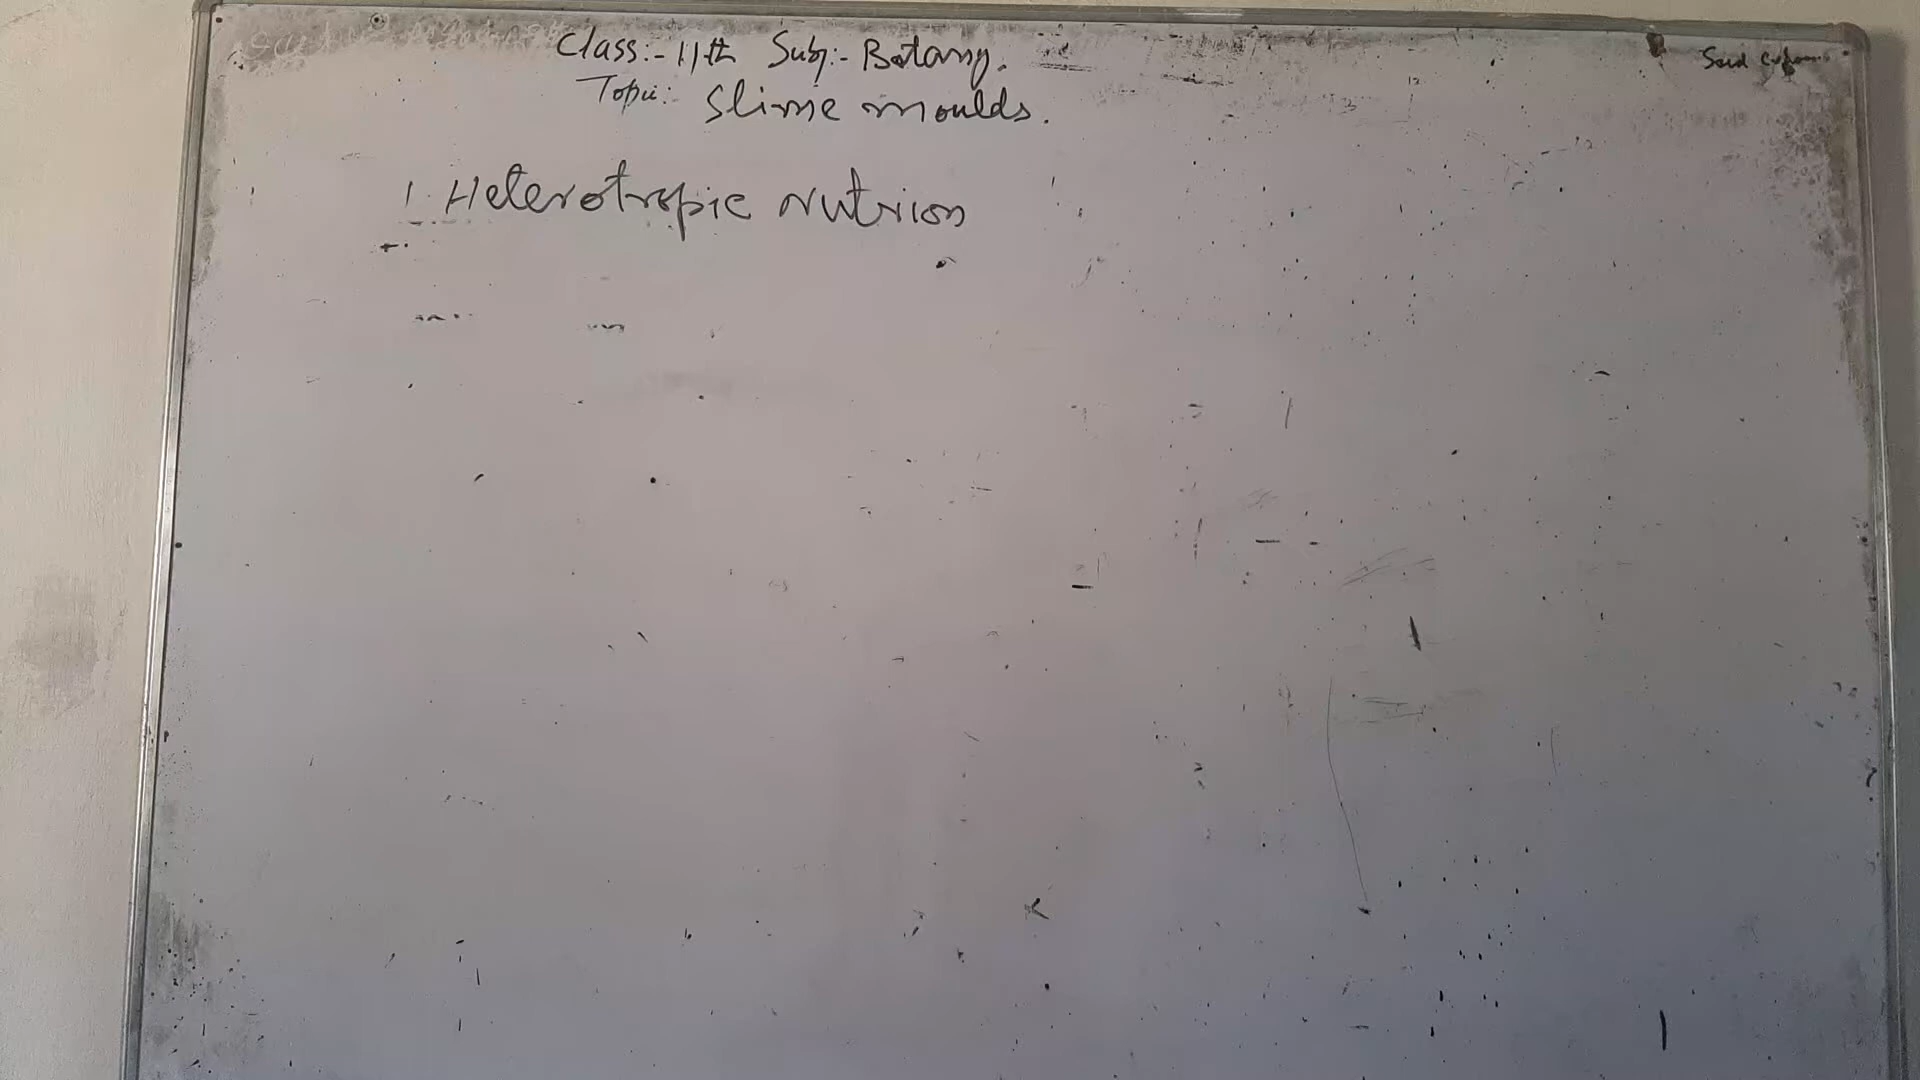 Class:- 11th Subj:- Botany.
Topic: Slime moulds.
1 Heterotropic nutrion